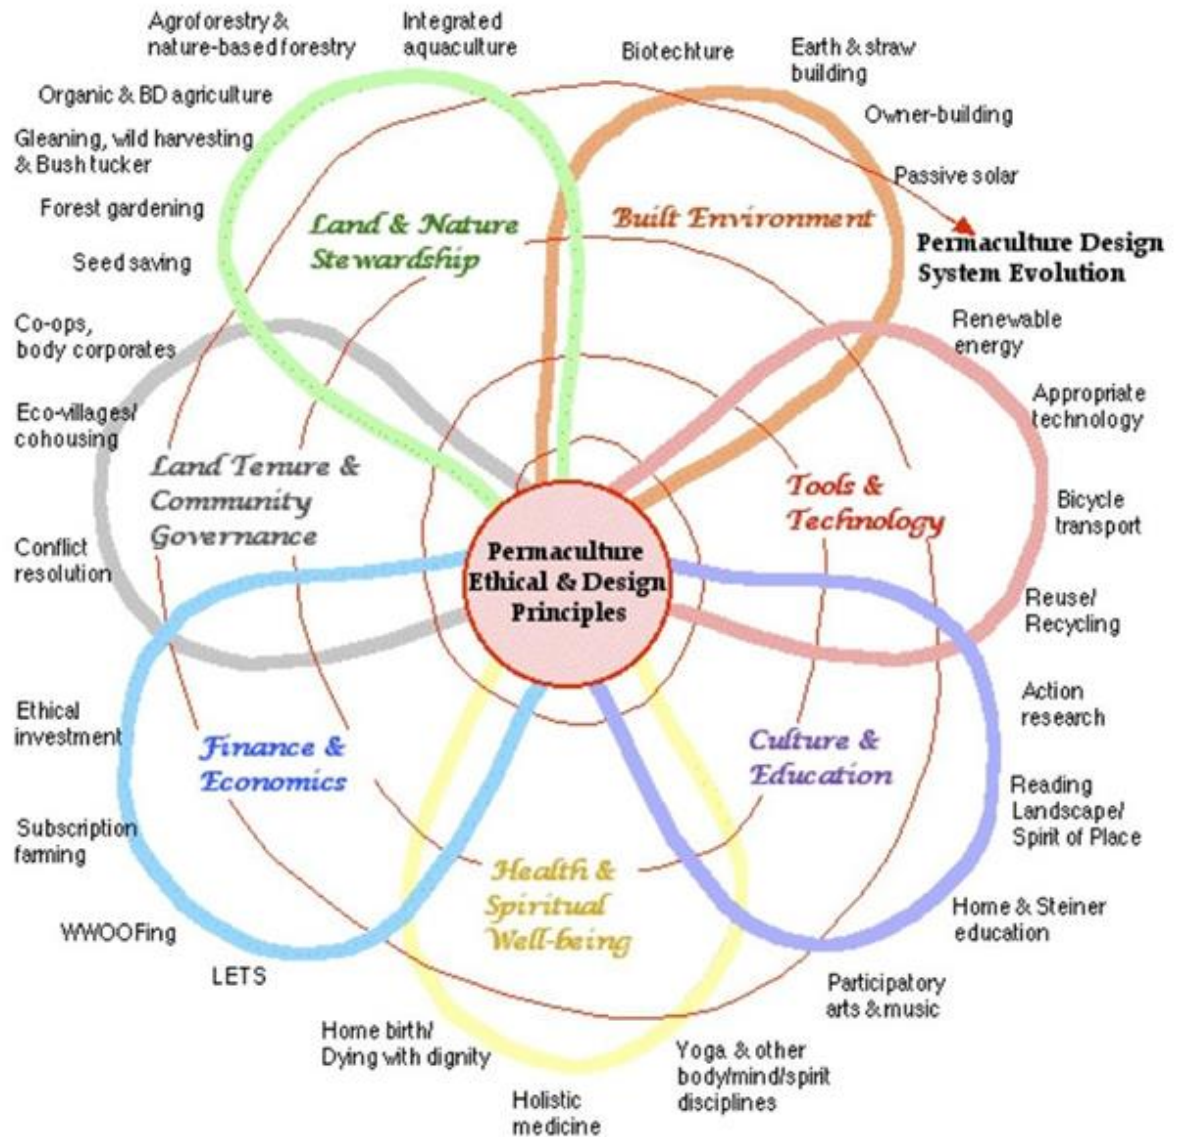 Agroforestry &
nature-based forestry
Integrated
aquaculture
Biotechture
Earth & straw
building
Organic & BD agriculture
Owner-building
Gleaning, wild harvesting
& Bush tucker
Passive solar
Forest gardening
Land & Nature
Stewardship
Built Environment
Permaculture Design
System Evolution
Seed saving
Co-ops,
body corporates
Renewable
energy
Eco-villages/
cohousing
Appropriate
technology
Land Tenure &
Community
Governance
Tools &
Technology
Bicycle
transport
Conflict
resolution
Permaculture
Ethical & Design
Principles
Reuse/
Recycling
Ethical
investment
Action
research
Finance &
Economics
Culture &
Education
Reading
Landscape/
Spirit of Place
Subscription
farming
Health &
Spiritual
Well-being
WWOOFing
Home & Steiner
education
LETS
Participatory
arts & music
Home birth/
Dying with dignity
Yoga & other
body/mind/spirit
disciplines
Holistic
medicine